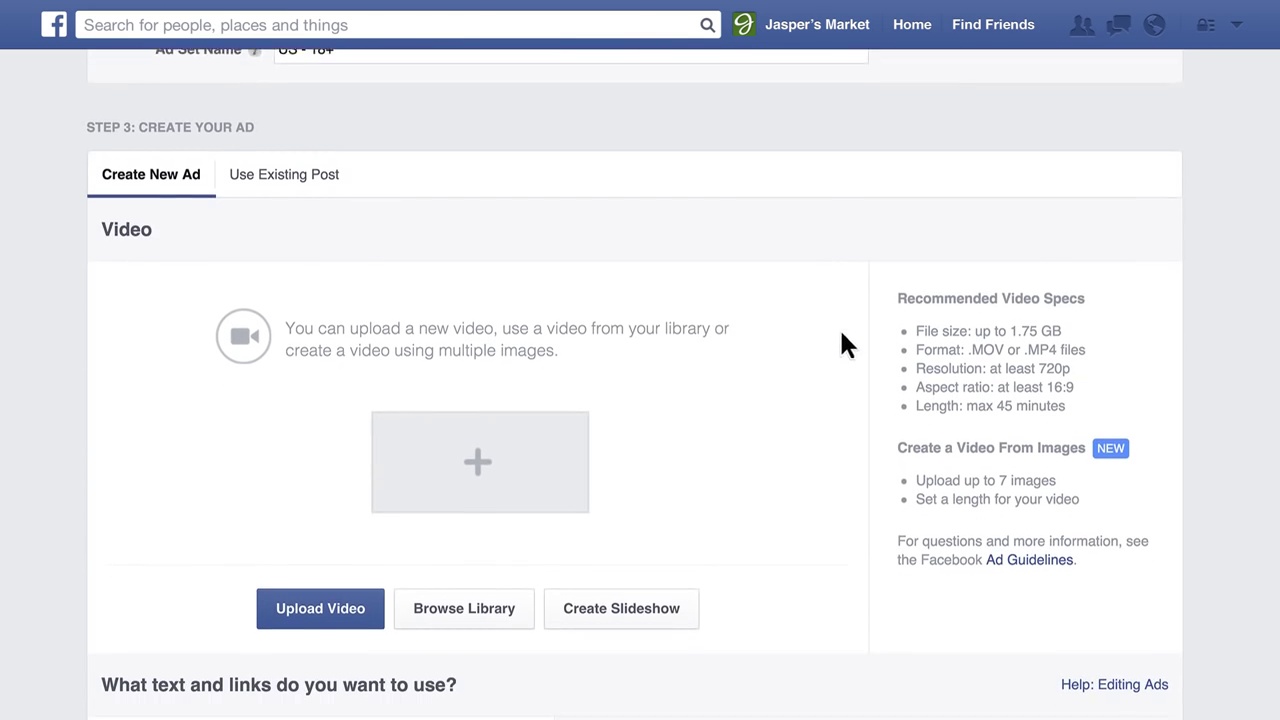 Search for people, places and things
Jasper's Market
Home
Find Friends
Ad Set Name ?
US - 18+
STEP 3: CREATE YOUR AD
Create New Ad
Use Existing Post
Video
You can upload a new video, use a video from your library or
create a video using multiple images.
Upload Video
Browse Library
Create Slideshow
Recommended Video Specs
File size: up to 1.75 GB
Format: .MOV or .MP4 files
Resolution: at least 720p
Aspect ratio: at least 16:9
Length: max 45 minutes
Create a Video From Images NEW
Upload up to 7 images
Set a length for your video
For questions and more information, see
the Facebook Ad Guidelines.
What text and links do you want to use?
Help: Editing Ads